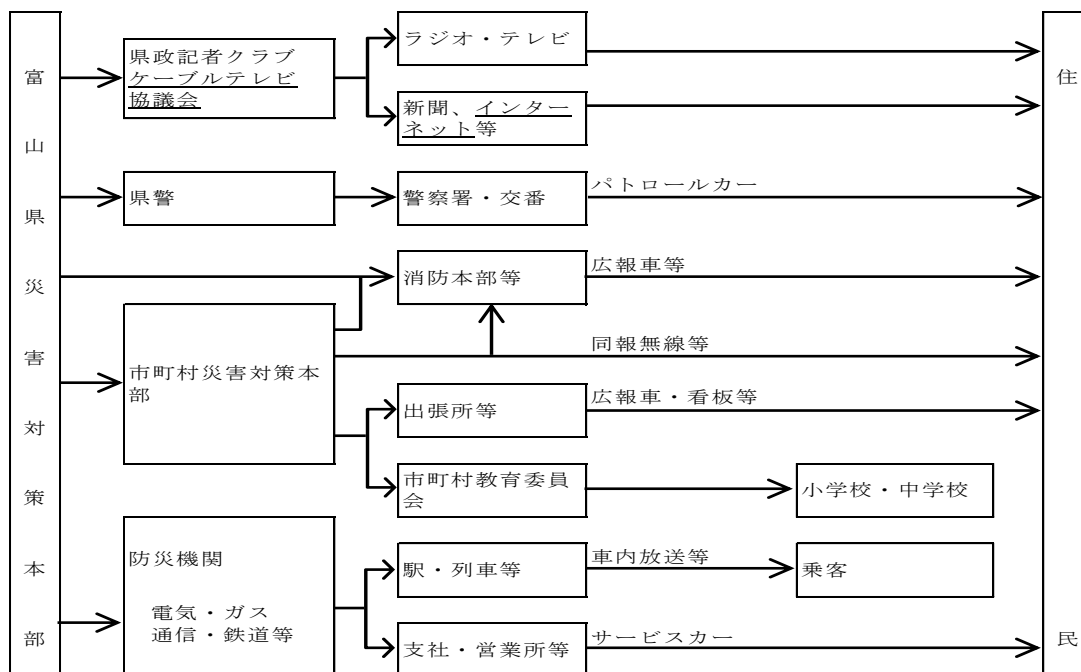 富山県災害対策本部
県政記者クラブ
ケーブルテレビ
協議会
ラジオ・テレビ
新聞、インター
ネット等
県警
警察署・交番
パトロールカー
消防本部等
広報車等
市町村災害対策本
部
同報無線等
出張所等
広報車・看板等
市町村教育委員
会
小学校・中学校
防災機関
電気・ガス
通信・鉄道等
駅・列車等
車内放送等
乗客
支社・営業所等
サービスカー
住民